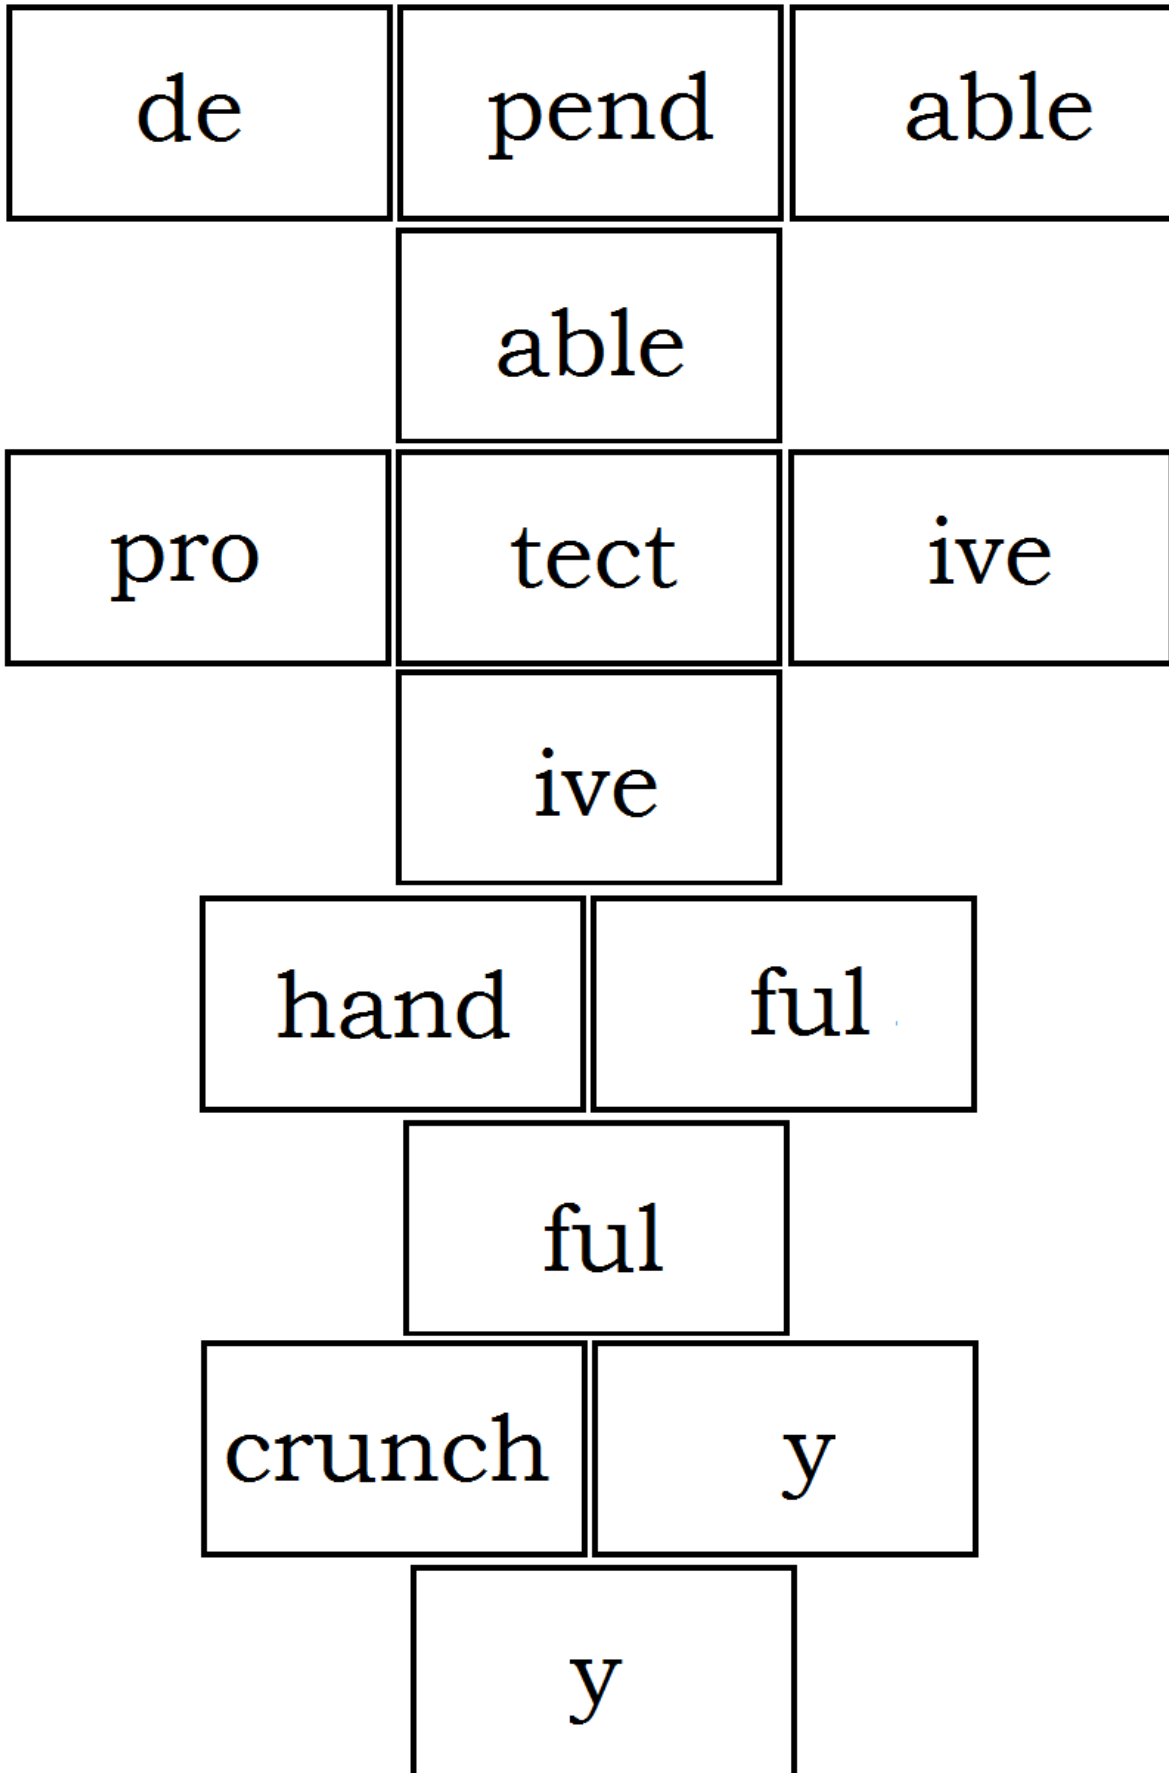 de pend able
able
pro tect ive
ive
hand ful
ful
crunch y
y